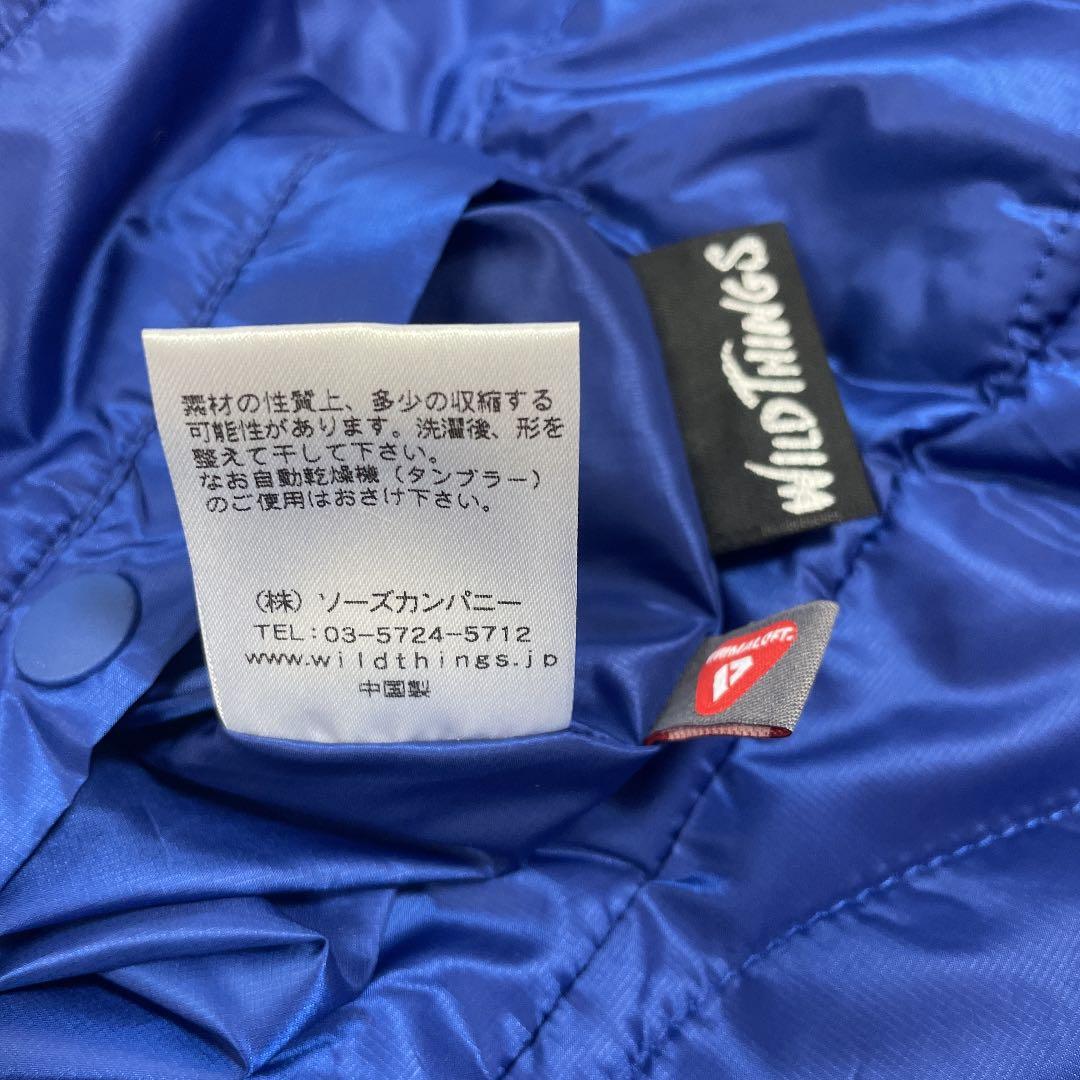 素材の性質上、多少の収縮する
可能性があります。洗濯後、形を
整えて干して下さい。
なお自動乾燥機（タンブラー）
のご使用はおさけ下さい。
（株）ソーズカンパニー
TEL:03-5724-5712
www.wildthings.jp
中国製
WILDTHINGS
PRIMALOFT